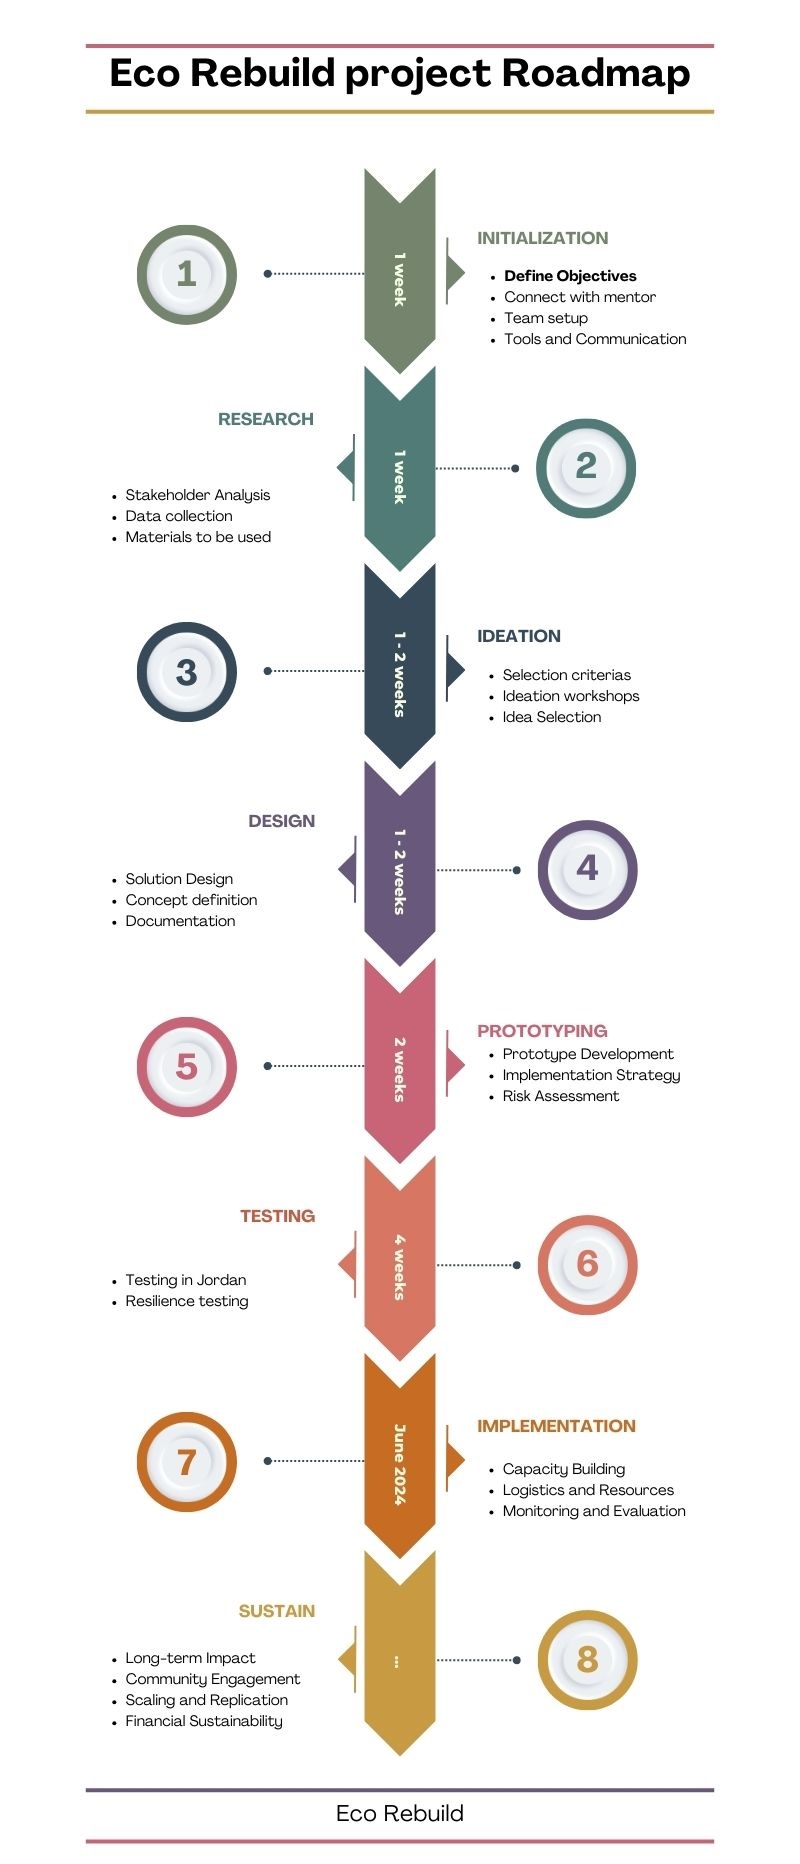 Eco Rebuild project Roadmap
1
1 week
INITIALIZATION
• Define Objectives
• Connect with mentor
• Team setup
• Tools and Communication
RESEARCH
• Stakeholder Analysis
• Data collection
• Materials to be used
1 week
2
3
1 - 2 weeks
IDEATION
• Selection criterias
• Ideation workshops
• Idea Selection
DESIGN
• Solution Design
• Concept definition
• Documentation
1 - 2 weeks
4
5
2 weeks
PROTOTYPING
• Prototype Development
• Implementation Strategy
• Risk Assessment
TESTING
• Testing in Jordan
• Resilience testing
4 weeks
6
7
June 2024
IMPLEMENTATION
• Capacity Building
• Logistics and Resources
• Monitoring and Evaluation
SUSTAIN
• Long-term Impact
• Community Engagement
• Scaling and Replication
• Financial Sustainability
...
8
Eco Rebuild